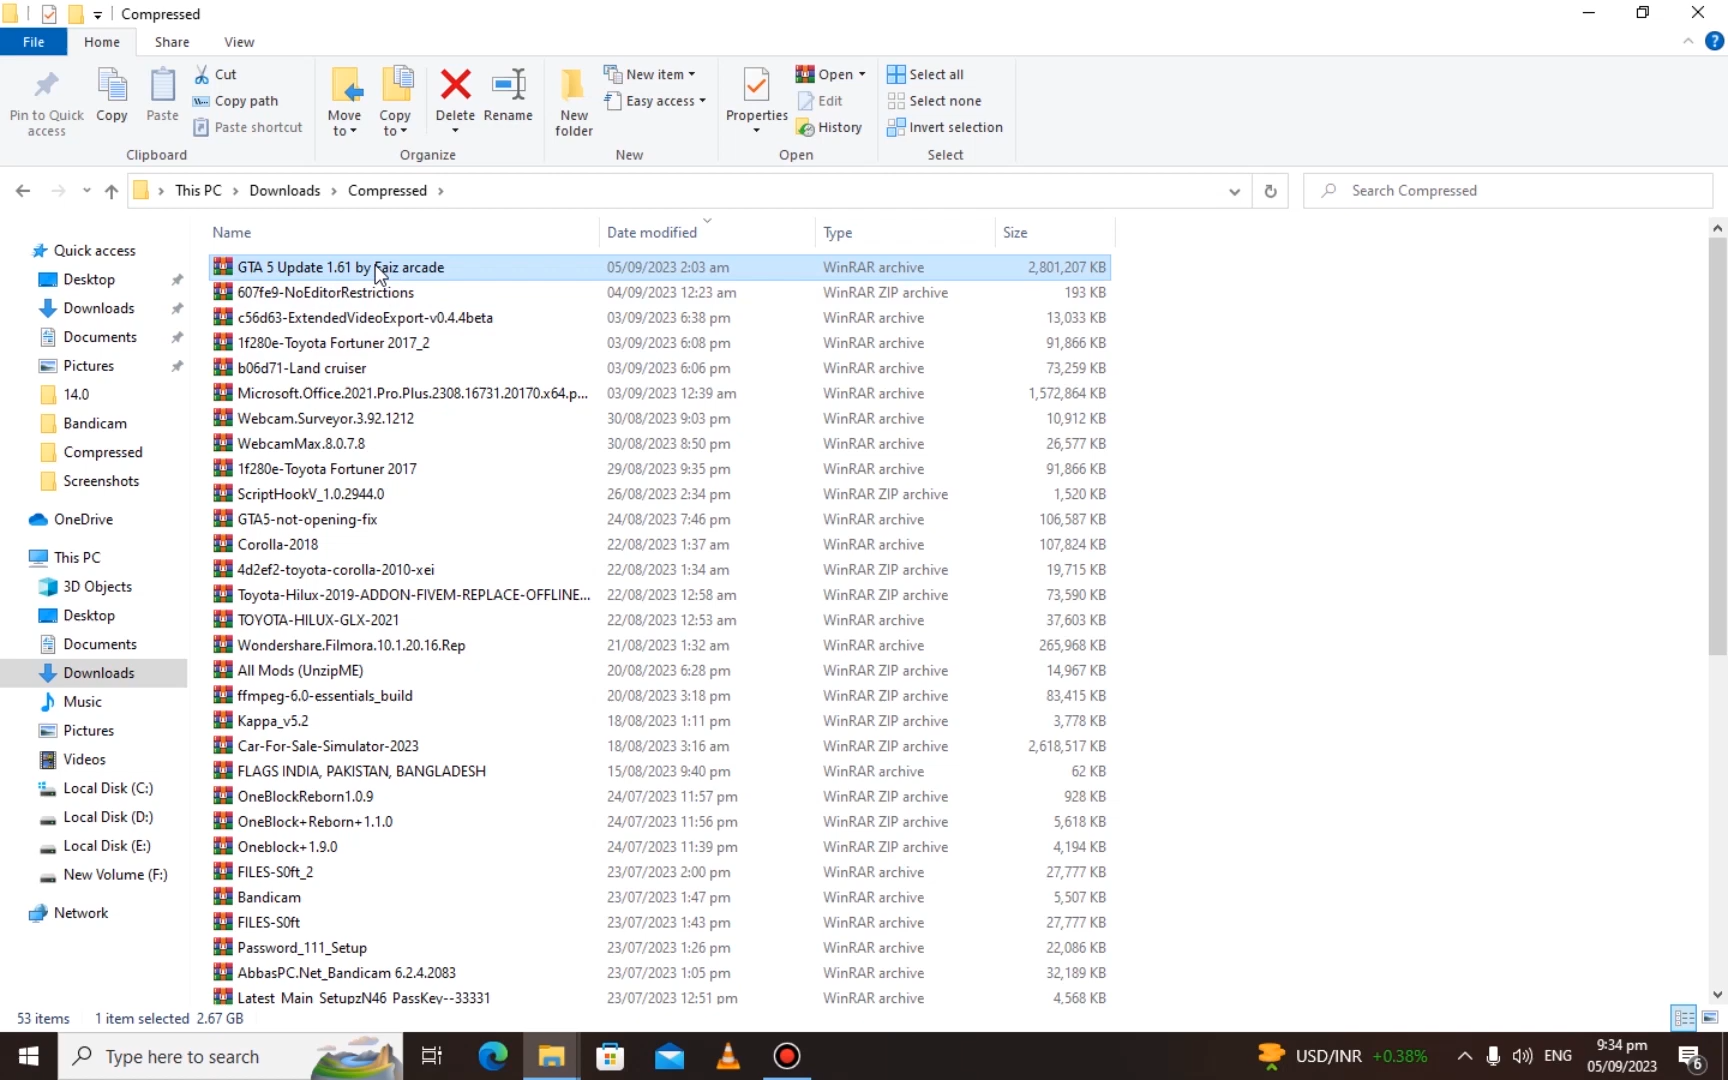 Compressed
File
Home
Share
View
Pin to Quick access
Copy
Paste
Cut
Copy path
Paste shortcut
Clipboard
Move to
Copy to
Delete
Rename
Organize
New folder
New item
Easy access
New
Properties
Open
Edit
History
Open
Select all
Select none
Invert selection
Select
This PC > Downloads > Compressed >
Search Compressed
Name Date modified Type Size
Quick access
Desktop
Downloads
Documents
Pictures
14.0
Bandicam
Compressed
Screenshots
OneDrive
This PC
3D Objects
Desktop
Documents
Downloads
Music
Pictures
Videos
Local Disk (C:)
Local Disk (D:)
Local Disk (E:)
New Volume (F:)
Network
GTA 5 Update 1.61 by Faiz arcade 05/09/2023 2:03 am WinRAR archive 2,801,207 KB
607fe9-NoEditorRestrictions 04/09/2023 12:23 am WinRAR ZIP archive 193 KB
c56d63-ExtendedVideoExport-v0.4.4beta 03/09/2023 6:38 pm WinRAR archive 13,033 KB
1f280e-Toyota Fortuner 2017_2 03/09/2023 6:08 pm WinRAR archive 91,866 KB
b06d71-Land cruiser 03/09/2023 6:06 pm WinRAR archive 73,259 KB
Microsoft.Office.2021.Pro.Plus.2308.16731.20170.x64.p... 03/09/2023 12:39 am WinRAR archive 1,572,864 KB
Webcam.Surveyor.3.92.1212 30/08/2023 9:03 pm WinRAR archive 10,912 KB
WebcamMax.8.0.7.8 30/08/2023 8:50 pm WinRAR archive 26,577 KB
1f280e-Toyota Fortuner 2017 29/08/2023 9:35 pm WinRAR archive 91,866 KB
ScriptHookV_1.0.2944.0 26/08/2023 2:34 pm WinRAR ZIP archive 1,520 KB
GTA5-not-opening-fix 24/08/2023 7:46 pm WinRAR archive 106,587 KB
Corolla-2018 22/08/2023 1:37 am WinRAR archive 107,824 KB
4d2ef2-toyota-corolla-2010-xei 22/08/2023 1:34 am WinRAR archive 19,715 KB
Toyota-Hilux-2019-ADDON-FIVEM-REPLACE-OFFLINE... 22/08/2023 12:58 am WinRAR archive 73,590 KB
TOYOTA-HILUX-GLX-2021 22/08/2023 12:53 am WinRAR archive 37,603 KB
Wondershare.Filmora.10.1.20.16.Rep 21/08/2023 1:32 am WinRAR archive 265,968 KB
All Mods (UnzipME) 20/08/2023 6:28 pm WinRAR archive 14,967 KB
ffmpeg-6.0-essentials_build 20/08/2023 3:18 pm WinRAR ZIP archive 83,415 KB
Kappa_v5.2 18/08/2023 1:11 pm WinRAR ZIP archive 3,778 KB
Car-For-Sale-Simulator-2023 18/08/2023 3:16 am WinRAR ZIP archive 2,618,517 KB
FLAGS INDIA, PAKISTAN, BANGLADESH 15/08/2023 9:40 pm WinRAR archive 62 KB
OneBlockReborn1.0.9 24/07/2023 11:57 pm WinRAR ZIP archive 928 KB
OneBlock+Reborn+1.1.0 24/07/2023 11:56 pm WinRAR ZIP archive 5,618 KB
Oneblock+1.9.0 24/07/2023 11:39 pm WinRAR ZIP archive 4,194 KB
FILES-S0ft_2 23/07/2023 2:00 pm WinRAR archive 27,777 KB
Bandicam 23/07/2023 1:47 pm WinRAR archive 5,507 KB
FILES-S0ft 23/07/2023 1:43 pm WinRAR archive 27,777 KB
Password_111_Setup 23/07/2023 1:26 pm WinRAR archive 22,086 KB
AbbasPC.Net_Bandicam 6.2.4.2083 23/07/2023 1:05 pm WinRAR archive 32,189 KB
Latest_Main_SetupzN46_PassKey--33331 23/07/2023 12:51 pm WinRAR archive 4,568 KB
53 items 1 item selected 2.67 GB
Type here to search
USD/INR +0.38%
ENG
9:34 pm
05/09/2023
6